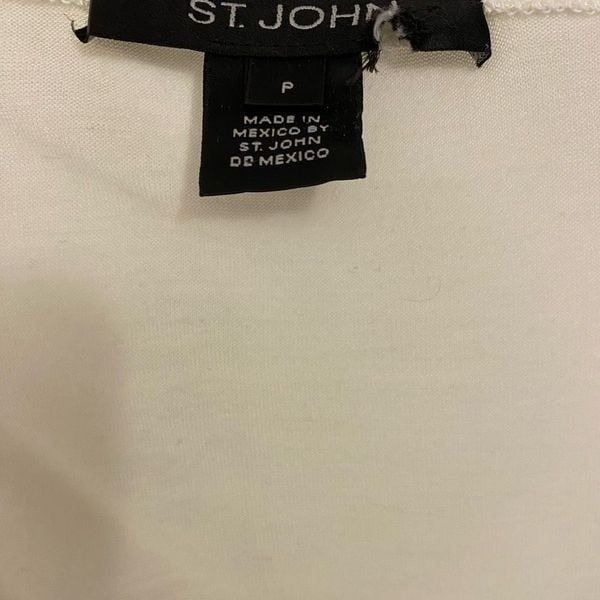 ST. JOHN
P
MADE IN
MEXICO BY
ST. JOHN
DE MEXICO